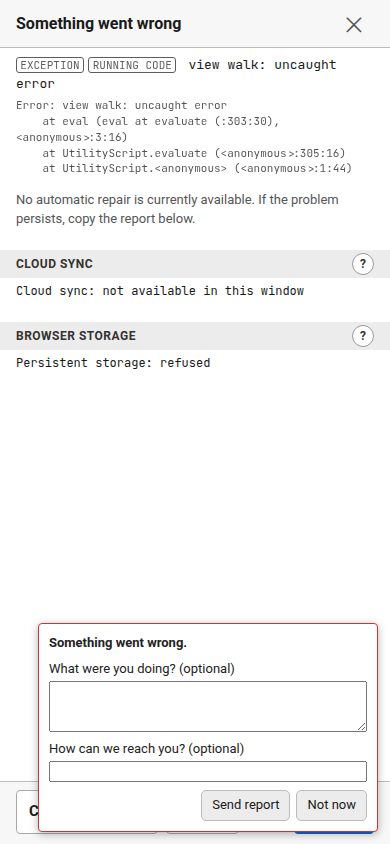 Something went wrong
EXCEPTION RUNNING CODE view walk: uncaught
error
Error: view walk: uncaught error
at eval (eval at evaluate (:303:30),
<anonymous>:3:16)
at UtilityScript.evaluate (<anonymous>:305:16)
at UtilityScript.<anonymous> (<anonymous>:1:44)
No automatic repair is currently available. If the problem
persists, copy the report below.
CLOUD SYNC ?
Cloud sync: not available in this window
BROWSER STORAGE ?
Persistent storage: refused
Something went wrong.
What were you doing? (optional)
How can we reach you? (optional)
Send report Not now